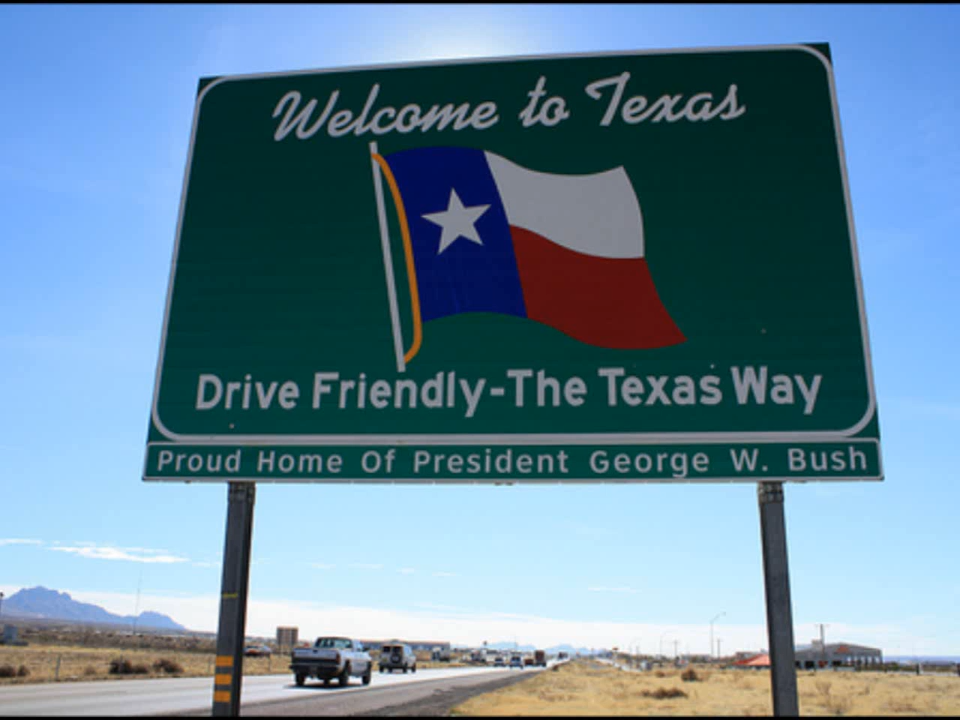 Welcome to Texas
Drive Friendly-The Texas Way
Proud Home Of President George W. Bush